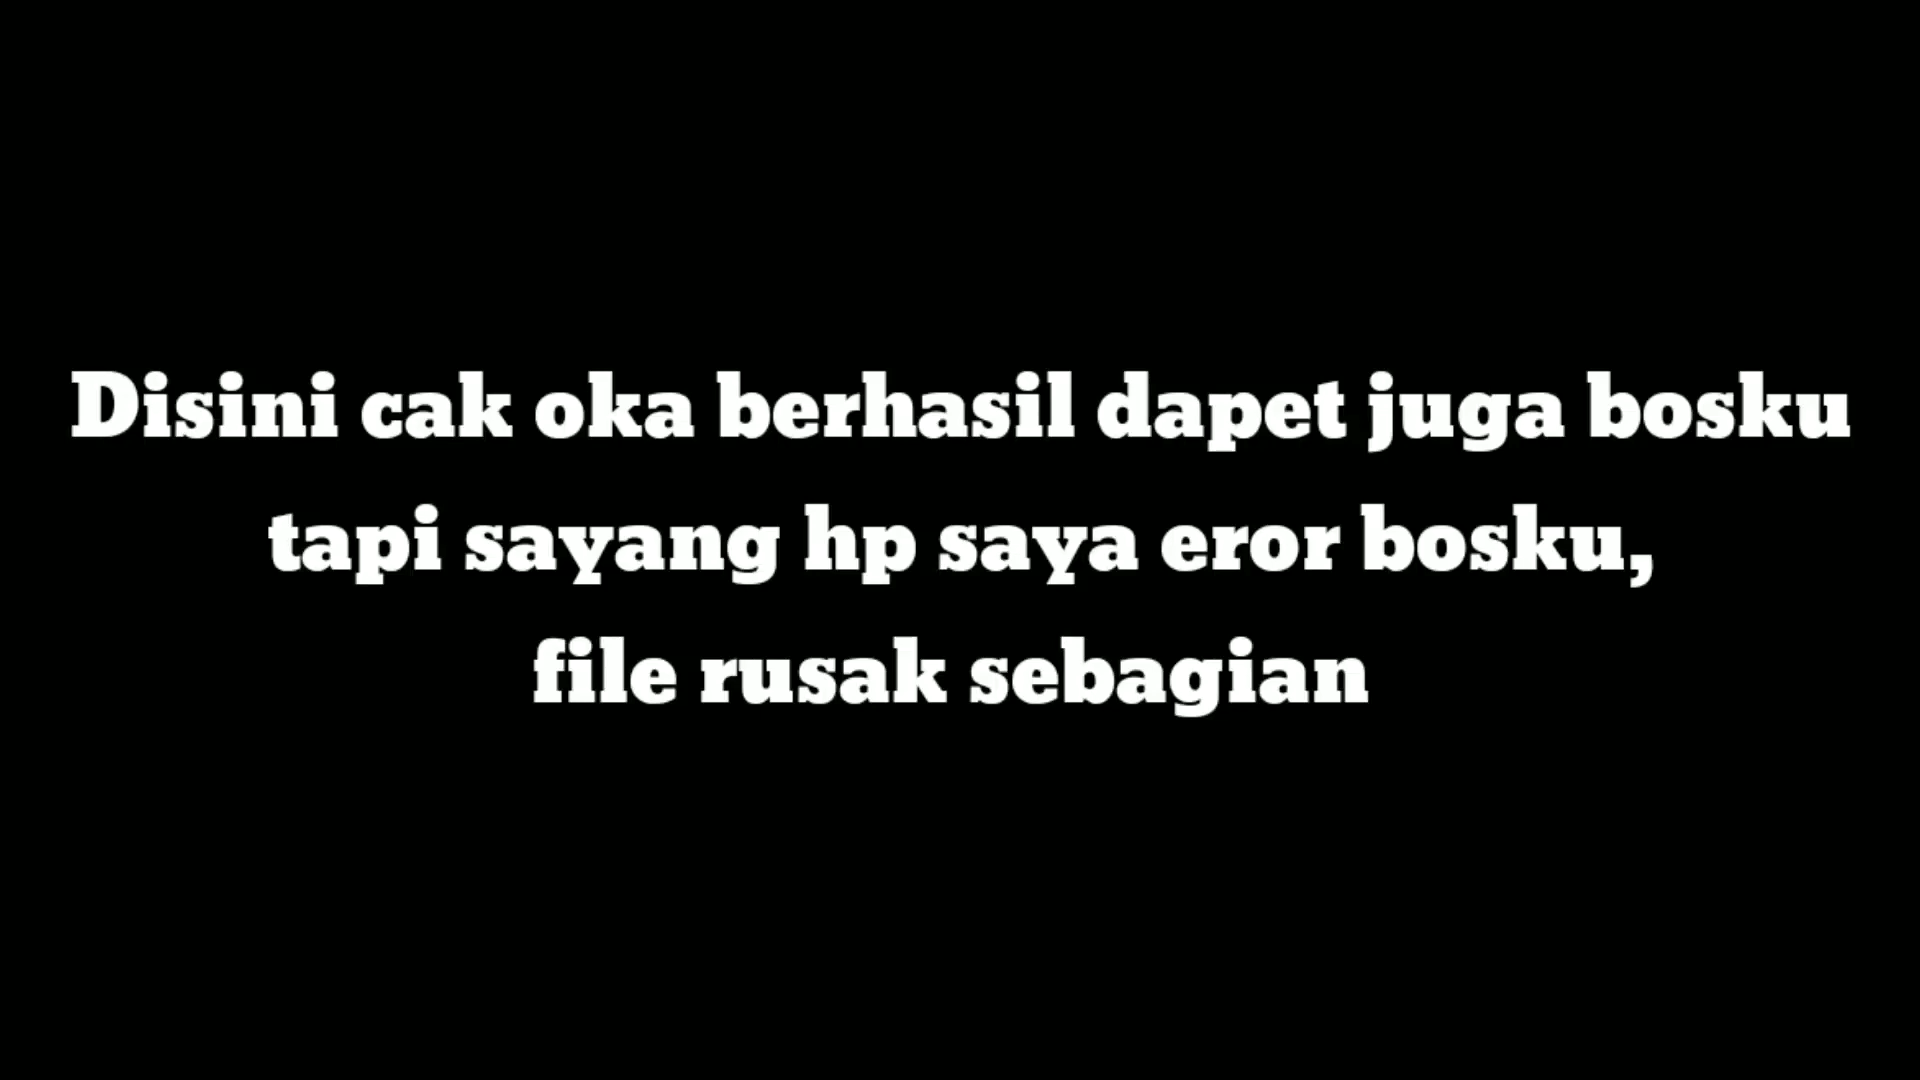 Disini cak oka berhasil dapet juga bosku
tapi sayang hp saya eror bosku,
file rusak sebagian